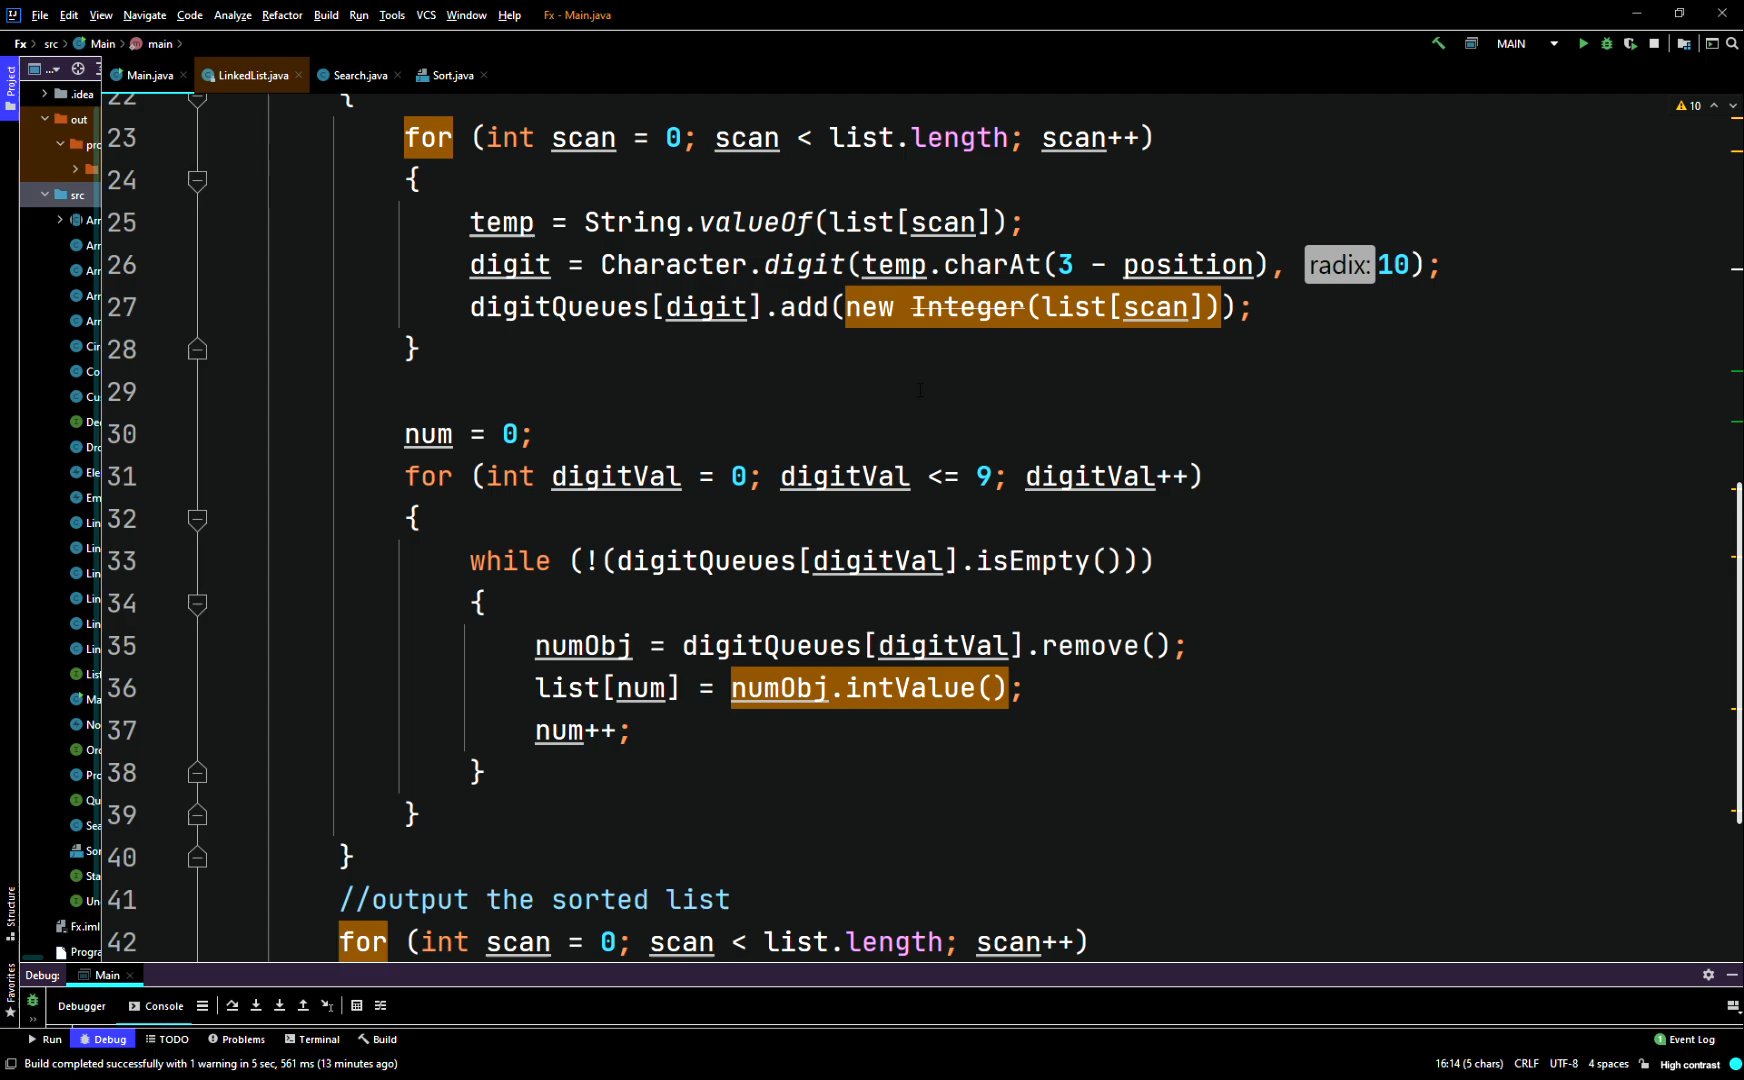 File Edit View Navigate Code Analyze Refactor Build Run Tools VCS Window Help Fx - Main.java
Fx src Main main MAIN
Project
Main.java LinkedList.java Search.java Sort.java
.idea
out
src
Fx.iml
Structure
Favorites
10
22 {
23 for (int scan = 0; scan < list.length; scan++)
24 {
25 temp = String.valueOf(list[scan]);
26 digit = Character.digit(temp.charAt(3 - position), radix: 10);
27 digitQueues[digit].add(new Integer(list[scan]));
28 }
29
30 num = 0;
31 for (int digitVal = 0; digitVal <= 9; digitVal++)
32 {
33 while (!(digitQueues[digitVal].isEmpty()))
34 {
35 numObj = digitQueues[digitVal].remove();
36 list[num] = numObj.intValue();
37 num++;
38 }
39 }
40 }
41 //output the sorted list
42 for (int scan = 0; scan < list.length; scan++)
Debug: Main
Debugger Console
Run Debug TODO Problems Terminal Build 1 Event Log
Build completed successfully with 1 warning in 5 sec, 561 ms (13 minutes ago) 16:14 (5 chars) CRLF UTF-8 4 spaces High contrast